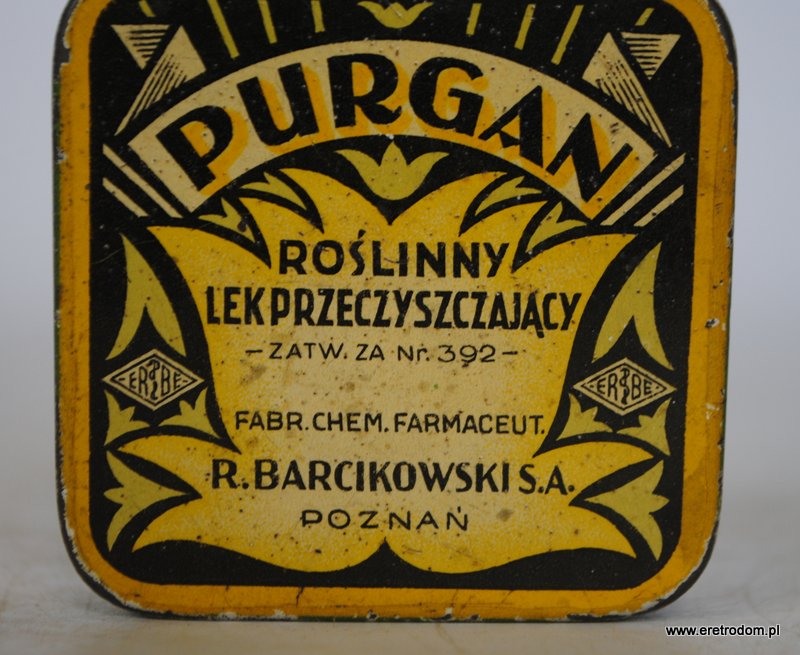 PURGAN
ROŚLINNY
LEK PRZECZYSZCZAJĄCY
-ZATW. ZA Nr. 392-
-ERBE- -ERBE-
FABR. CHEM. FARMACEUT.
R. BARCIKOWSKI S.A.
POZNAŃ
www.eretrodom.pl